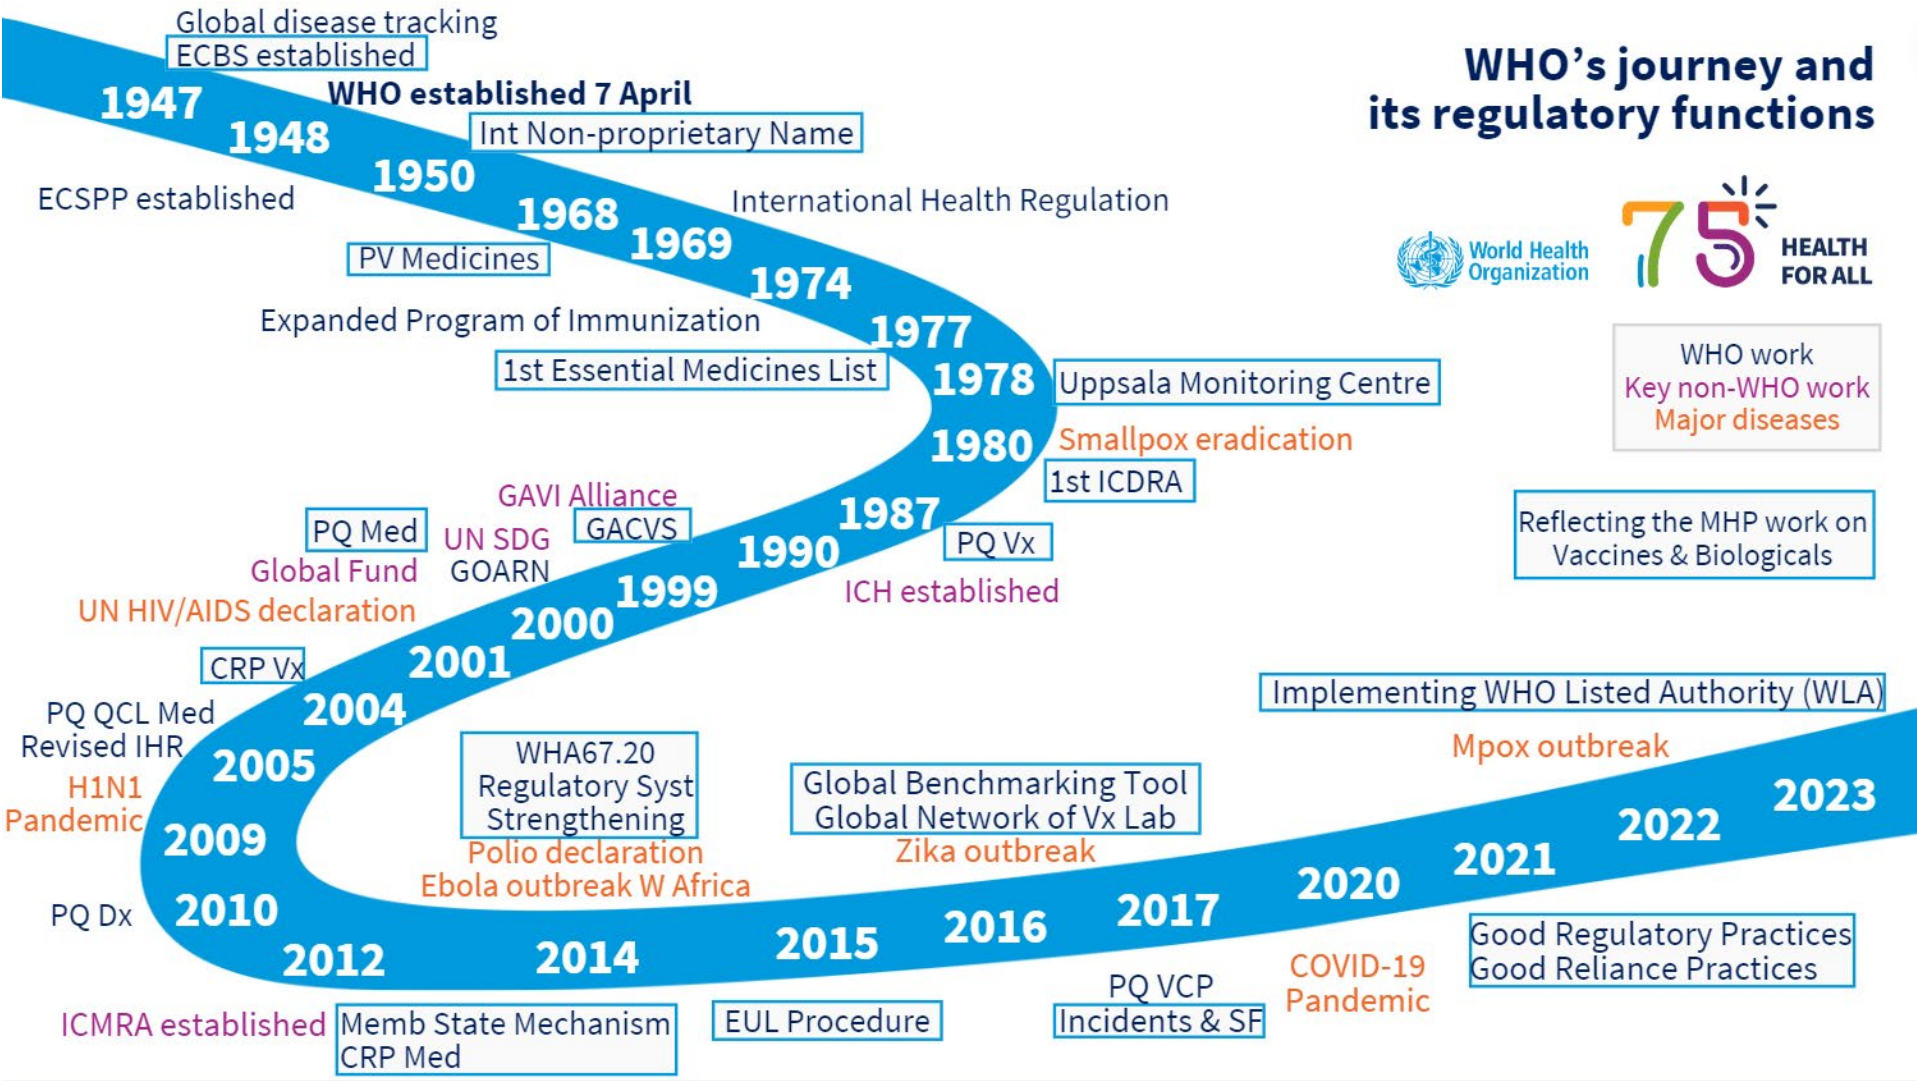 Global disease tracking
ECBS established
WHO's journey and
its regulatory functions
1947
WHO established 7 April
1948
Int Non-proprietary Name
1950
ECSPP established
1968
International Health Regulation
PV Medicines
1969
World Health
Organization
75
HEALTH
FOR ALL
1974
Expanded Program of Immunization
1977
1st Essential Medicines List
1978
Uppsala Monitoring Centre
WHO work
Key non-WHO work
Major diseases
1980
Smallpox eradication
1st ICDRA
Reflecting the MHP work on
Vaccines & Biologicals
1987
PQ Vx
1990
ICH established
GAVI Alliance
GACVS
1999
UN SDG
GOARN
2000
PQ Med
Global Fund
UN HIV/AIDS declaration
2001
CRP Vx
2004
PQ QCL Med
Revised IHR
2005
H1N1
Pandemic
2009
PQ Dx
2010
2012
ICMRA established
Memb State Mechanism
CRP Med
WHA67.20
Regulatory Syst
Strengthening
Polio declaration
Ebola outbreak W Africa
2014
2015
EUL Procedure
Global Benchmarking Tool
Global Network of Vx Lab
Zika outbreak
2016
2017
PQ VCP
Incidents & SF
2020
COVID-19
Pandemic
2021
Good Regulatory Practices
Good Reliance Practices
Implementing WHO Listed Authority (WLA)
Mpox outbreak
2022
2023